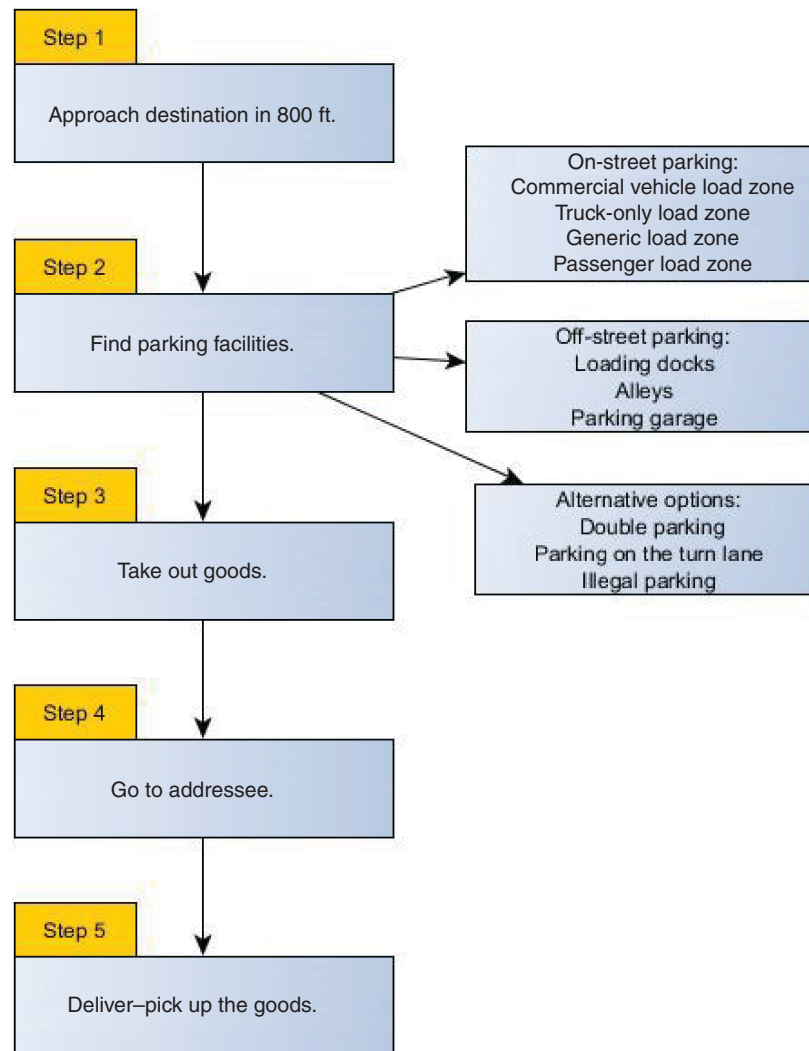 Step 1
Approach destination in 800 ft.
Step 2
Find parking facilities.
On-street parking:
Commercial vehicle load zone
Truck-only load zone
Generic load zone
Passenger load zone
Off-street parking:
Loading docks
Alleys
Parking garage
Alternative options:
Double parking
Parking on the turn lane
Illegal parking
Step 3
Take out goods.
Step 4
Go to addressee.
Step 5
Deliver–pick up the goods.